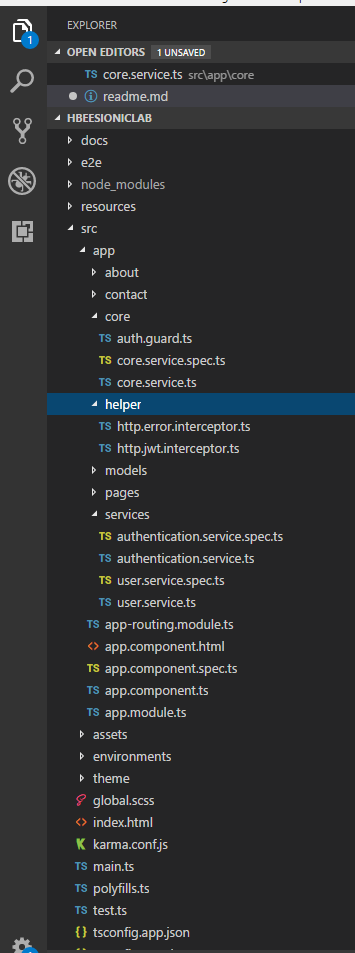 EXPLORER
1
OPEN EDITORS 1 UNSAVED
TS core.service.ts src\app\core
readme.md
HBEESIONICLAB
docs
e2e
node_modules
resources
src
app
about
contact
core
TS auth.guard.ts
TS core.service.spec.ts
TS core.service.ts
helper
TS http.error.interceptor.ts
TS http.jwt.interceptor.ts
models
pages
services
TS authentication.service.spec.ts
TS authentication.service.ts
TS user.service.spec.ts
TS user.service.ts
TS app-routing.module.ts
<> app.component.html
TS app.component.spec.ts
TS app.component.ts
TS app.module.ts
assets
environments
theme
global.scss
<> index.html
karma.conf.js
TS main.ts
TS polyfills.ts
TS test.ts
{ } tsconfig.app.json